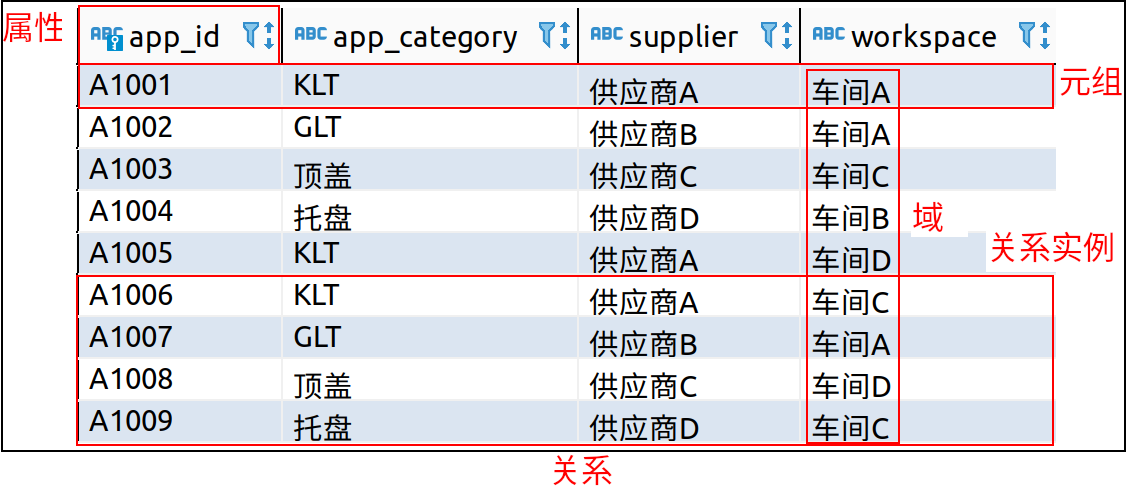 属性 ABC app_id ABC app_category ABC supplier ABC workspace
A1001 KLT 供应商A 车间A 元组
A1002 GLT 供应商B 车间A
A1003 顶盖 供应商C 车间C
A1004 托盘 供应商D 车间B 域
A1005 KLT 供应商A 车间D 关系实例
A1006 KLT 供应商A 车间C
A1007 GLT 供应商B 车间A
A1008 顶盖 供应商C 车间D
A1009 托盘 供应商D 车间C
关系